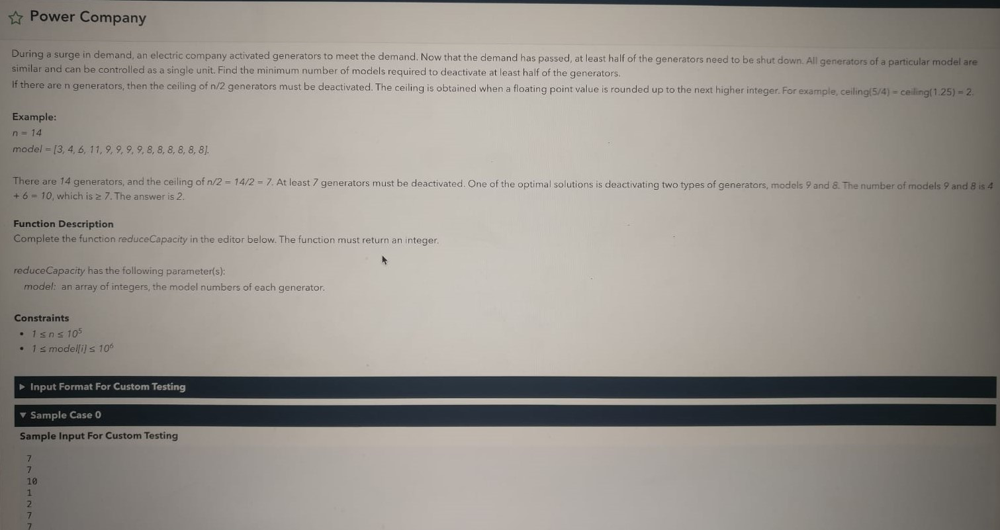 Power Company
During a surge in demand, an electric company activated generators to meet the demand. Now that the demand has passed, at least half of the generators need to be shut down. All generators of a particular model are
similar and can be controlled as a single unit. Find the minimum number of models required to deactivate at least half of the generators.
If there are n generators, then the ceiling of n/2 generators must be deactivated. The ceiling is obtained when a floating point value is rounded up to the next higher integer. For example, ceiling(5/4) = ceiling(1.25) = 2.
Example:
n = 14
model = [3, 4, 6, 11, 9, 9, 9, 9, 8, 8, 8, 8, 8, 8].
There are 14 generators, and the ceiling of n/2 = 14/2 = 7. At least 7 generators must be deactivated. One of the optimal solutions is deactivating two types of generators, models 9 and 8. The number of models 9 and 8 is 4
+ 6 = 10, which is ≥ 7. The answer is 2.
Function Description
Complete the function reduceCapacity in the editor below. The function must return an integer.
reduceCapacity has the following parameter(s):
model: an array of integers, the model numbers of each generator.
Constraints
• 1 ≤ n ≤ 10⁵
• 1 ≤ model[i] ≤ 10⁶
▶ Input Format For Custom Testing
▼ Sample Case 0
Sample Input For Custom Testing
7
7
10
1
2
7
7